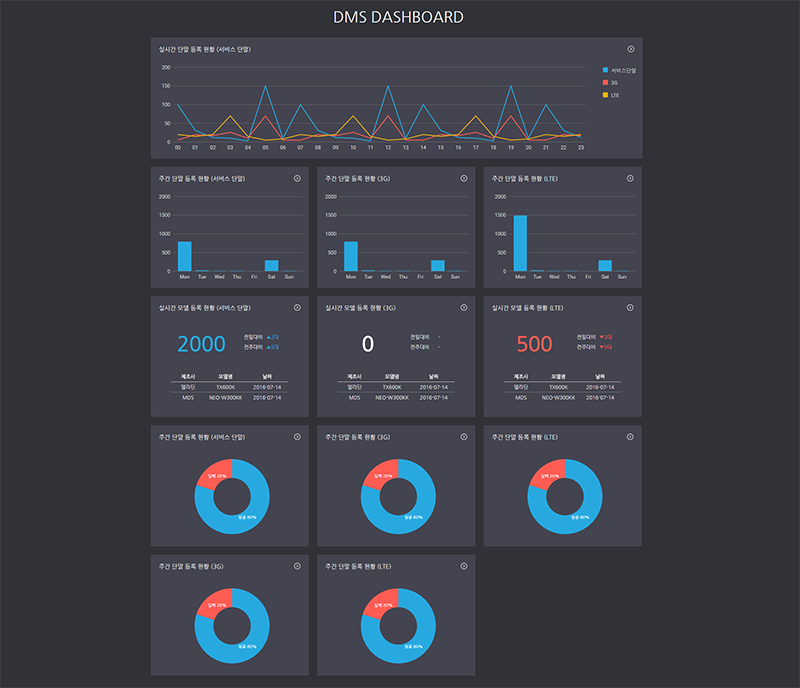 DMS DASHBOARD
실시간 단말 등록 현황 (서비스 단말)
200
150
100
50
0
00 01 02 03 04 05 06 07 08 09 10 11 12 13 14 15 16 17 18 19 20 21 22 23
서비스단말
3G
LTE
주간 단말 등록 현황 (서비스 단말)
2000
1500
1000
500
0
Mon Tue Wed Thu Fri Sat Sun
주간 단말 등록 현황 (3G)
2000
1500
1000
500
0
Mon Tue Wed Thu Fri Sat Sun
주간 단말 등록 현황 (LTE)
2000
1500
1000
500
0
Mon Tue Wed Thu Fri Sat Sun
실시간 모델 등록 현황 (서비스 단말)
2000
전일대비 ▲2대
전주대비 ▲5대
제조사 모델명 날짜
멜라딘 TX600K 2016-07-14
MDS NEO-W300KK 2016-07-14
실시간 모델 등록 현황 (3G)
0
전일대비 -
전주대비 -
제조사 모델명 날짜
멜라딘 TX600K 2016-07-14
MDS NEO-W300KK 2016-07-14
실시간 모델 등록 현황 (LTE)
500
전일대비 ▼2대
전주대비 ▼5대
제조사 모델명 날짜
멜라딘 TX600K 2016-07-14
MDS NEO-W300KK 2016-07-14
주간 단말 등록 현황 (서비스 단말)
실패 20%
성공 80%
주간 단말 등록 현황 (3G)
실패 20%
성공 80%
주간 단말 등록 현황 (LTE)
실패 20%
성공 80%
주간 단말 등록 현황 (3G)
실패 20%
성공 80%
주간 단말 등록 현황 (LTE)
실패 20%
성공 80%